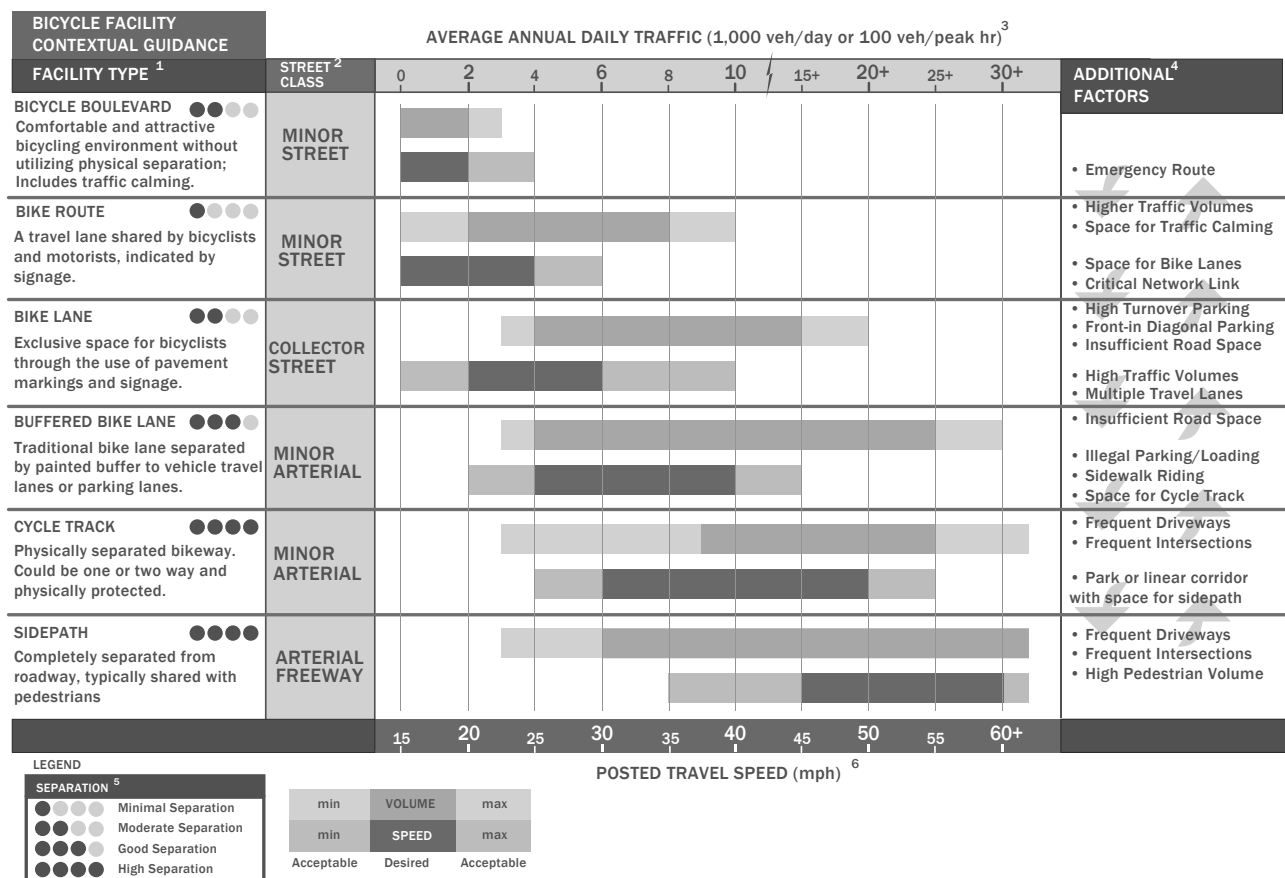 BICYCLE FACILITY
CONTEXTUAL GUIDANCE
AVERAGE ANNUAL DAILY TRAFFIC (1,000 veh/day or 100 veh/peak hr) 3
FACILITY TYPE 1
STREET 2
CLASS
0 2 4 6 8 10 15+ 20+ 25+ 30+
ADDITIONAL 4
FACTORS
BICYCLE BOULEVARD
Comfortable and attractive
bicycling environment without
utilizing physical separation;
Includes traffic calming.
MINOR
STREET
• Emergency Route
BIKE ROUTE
A travel lane shared by bicyclists
and motorists, indicated by
signage.
MINOR
STREET
• Higher Traffic Volumes
• Space for Traffic Calming
• Space for Bike Lanes
• Critical Network Link
BIKE LANE
Exclusive space for bicyclists
through the use of pavement
markings and signage.
COLLECTOR
STREET
• High Turnover Parking
• Front-in Diagonal Parking
• Insufficient Road Space
• High Traffic Volumes
• Multiple Travel Lanes
BUFFERED BIKE LANE
Traditional bike lane separated
by painted buffer to vehicle travel
lanes or parking lanes.
MINOR
ARTERIAL
• Insufficient Road Space
• Illegal Parking/Loading
• Sidewalk Riding
• Space for Cycle Track
CYCLE TRACK
Physically separated bikeway.
Could be one or two way and
physically protected.
MINOR
ARTERIAL
• Frequent Driveways
• Frequent Intersections
• Park or linear corridor
with space for sidepath
SIDEPATH
Completely separated from
roadway, typically shared with
pedestrians
ARTERIAL
FREEWAY
• Frequent Driveways
• Frequent Intersections
• High Pedestrian Volume
15 20 25 30 35 40 45 50 55 60+
POSTED TRAVEL SPEED (mph) 6
LEGEND
SEPARATION 5
Minimal Separation
Moderate Separation
Good Separation
High Separation
min VOLUME max
min SPEED max
Acceptable Desired Acceptable